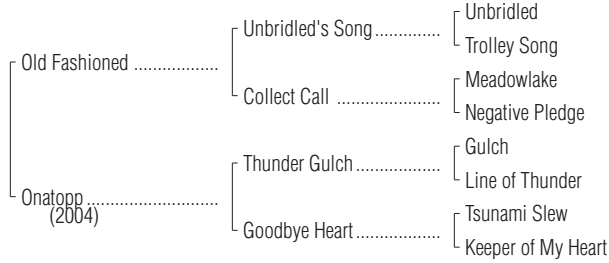 Unbridled
Unbridled's Song..............
Trolley Song
Old Fashioned ..................
Meadowlake
Collect Call ......................
Negative Pledge
Gulch
Thunder Gulch..................
Line of Thunder
Onatopp............................
(2004)
Tsunami Slew
Goodbye Heart..................
Keeper of My Heart